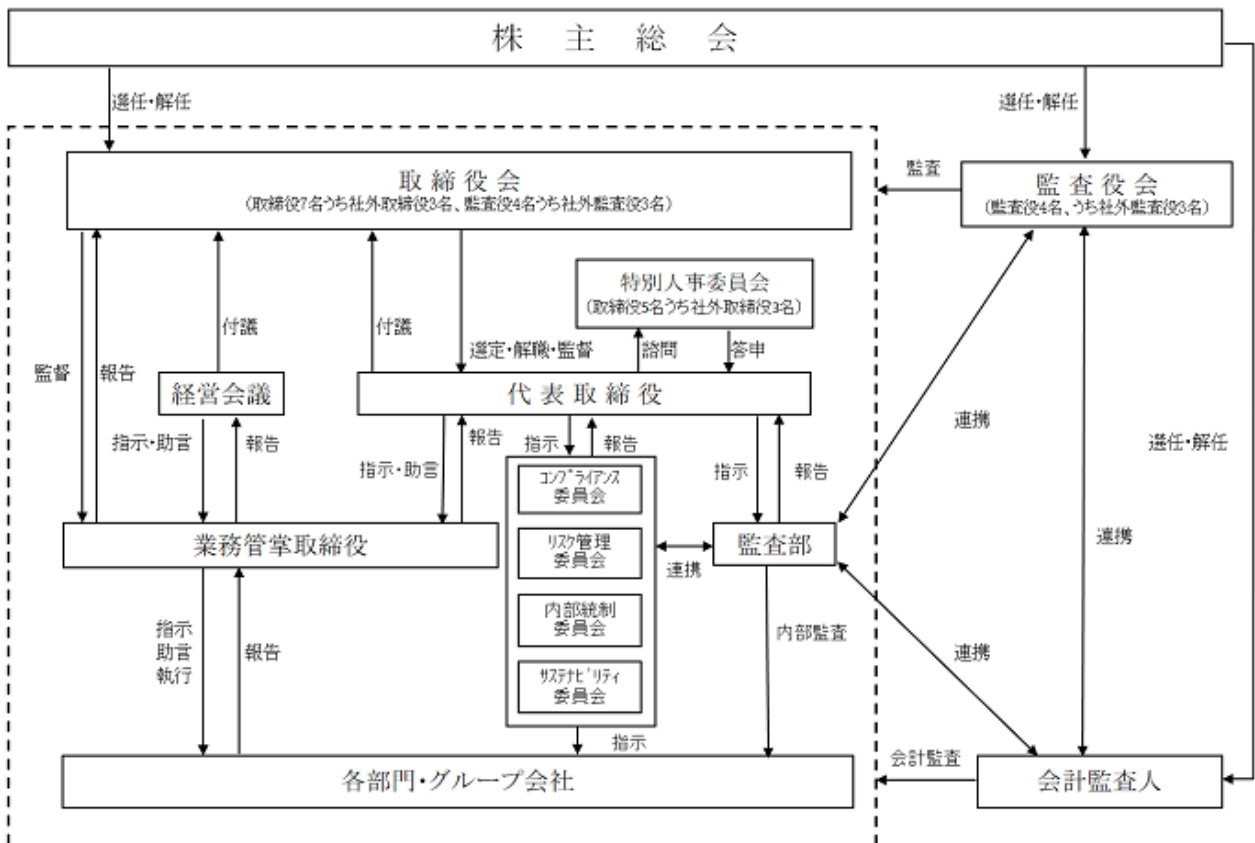 株主総会
選任・解任
選任・解任
取締役会
(取締役7名うち社外取締役3名、監査役4名うち社外監査役3名)
監査
監査役会
(監査役4名、うち社外監査役3名)
特別人事委員会
(取締役5名うち社外取締役3名)
付議
付議
選定・解職・監督
諮問
答申
監督
報告
経営会議
代表取締役
連携
選任・解任
指示・助言
報告
指示・助言
報告
指示
報告
指示
報告
コンプライアンス
委員会
業務管掌取締役
リスク管理
委員会
連携
監査部
連携
内部統制
委員会
内部監査
指示
助言
執行
報告
連携
サステナビリティ
委員会
指示
会計監査
各部門・グループ会社
会計監査人